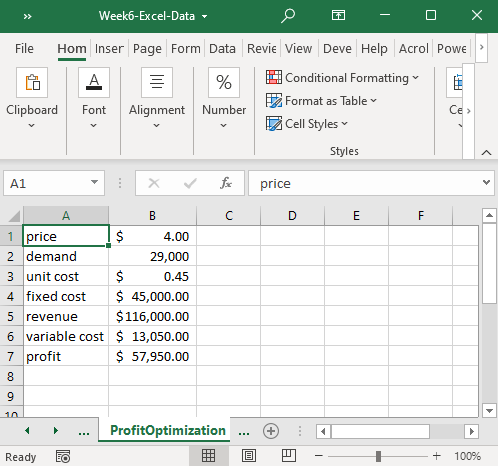 Week6-Excel-Data
File Hom Inser Page Form Data Revie View Deve Help Acrol Powe
Clipboard
Font
Alignment
%
Number
Conditional Formatting
Format as Table
Cell Styles
Styles
Ce
A1 fx price
A B C D E F
1 price $ 4.00
2 demand 29,000
3 unit cost $ 0.45
4 fixed cost $ 45,000.00
5 revenue $116,000.00
6 variable cost $ 13,050.00
7 profit $ 57,950.00
8
9
10
... ProfitOptimization ...
Ready 100%